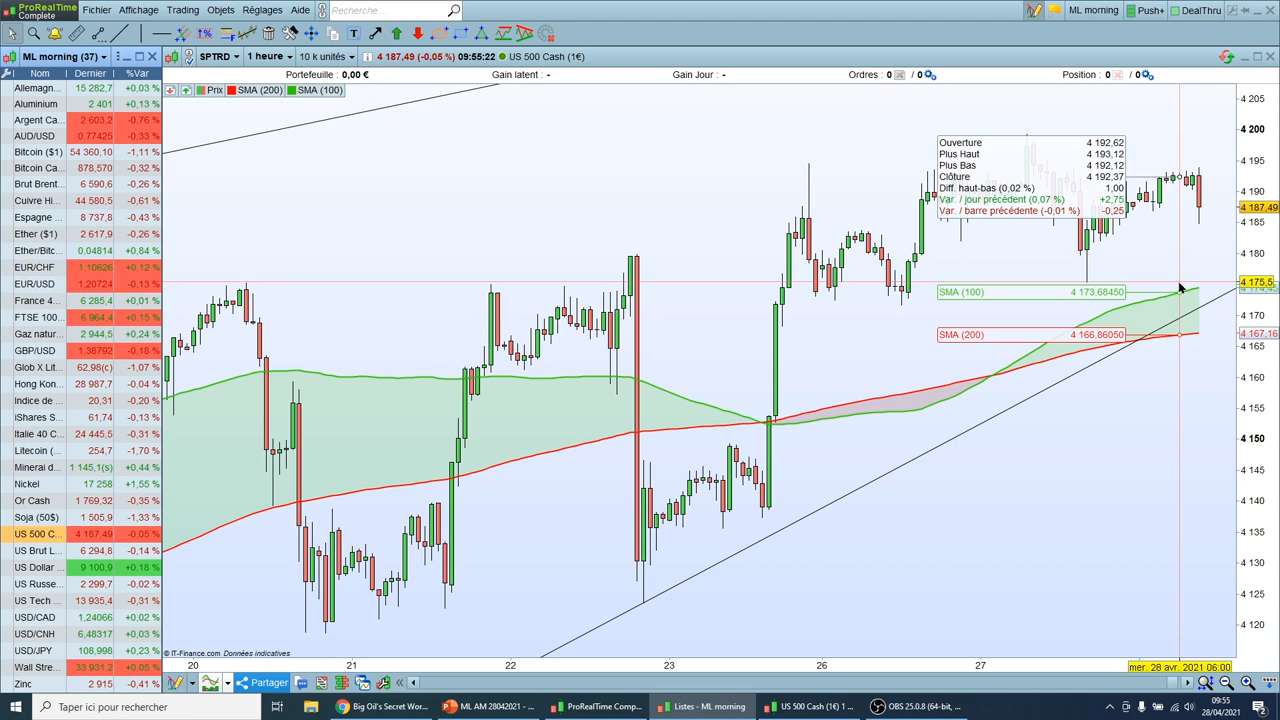 ProRealTime
Complete
Fichier Affichage Trading Objets Réglages Aide
Recherche ...
ML morning Push+ DealThru
ML morning (37)
SPTRD 1 heure 10 k unités 4 187,49 (-0,05 %) 09:55:22 US 500 Cash (1€)
Nom Dernier %Var
Portefeuille : 0,00 € Gain latent : - Gain Jour : - Ordres : 0 / 0 Position : 0 / 0
Prix SMA (200) SMA (100)
Allemagn... 15 282,7 +0,03 %
Aluminium 2 401 +0,13 %
Argent Ca... 2 603,2 -0,76 %
AUD/USD 0,77425 -0,33 %
Bitcoin ($1) 54 360,10 -1,11 %
Bitcoin Ca... 878,570 -0,32 %
Brut Brent... 6 590,6 -0,26 %
Cuivre Hi... 44 580,5 -0,61 %
Espagne ... 8 737,8 -0,43 %
Ether ($1) 2 617,9 -0,26 %
Ether/Bitc... 0,04814 +0,84 %
EUR/CHF 1,10626 +0,12 %
EUR/USD 1,20724 -0,13 %
France 4... 6 285,4 +0,01 %
FTSE 100... 6 964,4 +0,15 %
Gaz natur... 2 944,5 +0,24 %
GBP/USD 1,38792 -0,18 %
Glob X Lit... 62,98(c) -1,07 %
Hong Kon... 28 987,7 -0,04 %
Indice de ... 20,31 -0,20 %
iShares S... 61,74 -0,13 %
Italie 40 C... 24 445,5 -0,31 %
Litecoin (... 254,7 -1,70 %
Minerai d... 1 145,1(s) +0,44 %
Nickel 17 258 +1,55 %
Or Cash 1 769,32 -0,35 %
Soja (50$) 1 505,9 -1,33 %
US 500 C... 4 187,49 -0,05 %
US Brut L... 6 294,8 -0,14 %
US Dollar ... 9 100,9 +0,18 %
US Russe... 2 299,7 -0,02 %
US Tech ... 13 935,4 -0,31 %
USD/CAD 1,24066 +0,02 %
USD/CNH 6,48317 +0,03 %
USD/JPY 108,998 +0,23 %
Wall Stre... 33 931,2 +0,05 %
Zinc 2 915 -0,41 %
Ouverture 4 192,62
Plus Haut 4 193,12
Plus Bas 4 192,12
Clôture 4 192,37
Diff. haut-bas (0,02 %) 1,00
Var. / jour précédent (0,07 %) +2,75
Var. / barre précédente (-0,01 %) -0,25
SMA (100) 4 173,68450
SMA (200) 4 166,86050
4 205
4 200
4 195
4 190
4 187,49
4 185
4 180
4 175,5
4 170
4 167,16
4 165
4 160
4 155
4 150
4 145
4 140
4 135
4 130
4 125
4 120
© IT-Finance.com Données indicatives
20 21 22 23 26 27 mer. 28 avr. 2021 06:00
Partager
Taper ici pour rechercher
Big Oil's Secret Wor...
ML AM 28042021 -...
ProRealTime Comp...
Listes - ML morning
US 500 Cash (1€) 1 ...
OBS 25.0.8 (64-bit, ...
09:55
28/04/2021